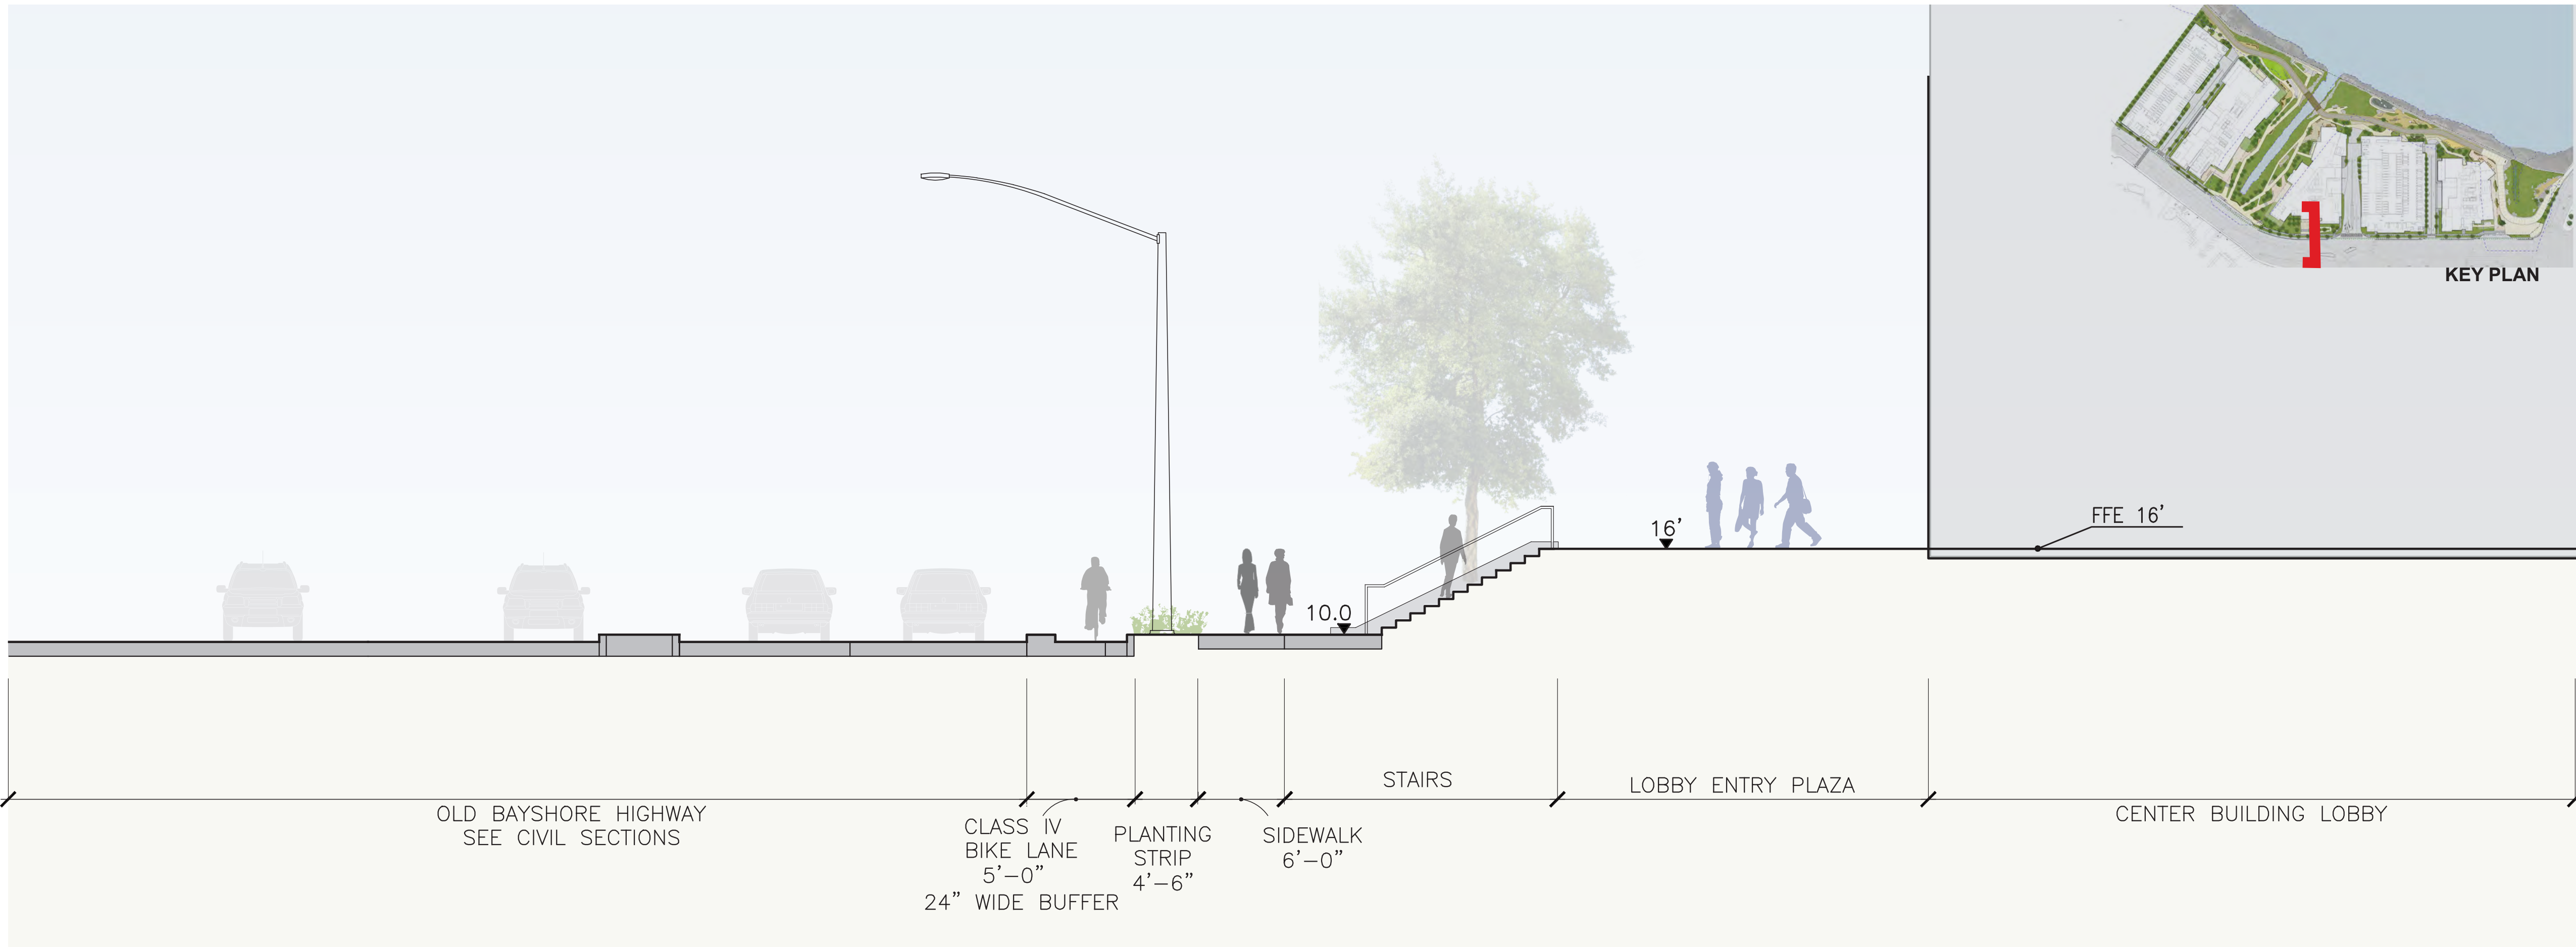 KEY PLAN
FFE 16’
16’
10.0
STAIRS
LOBBY ENTRY PLAZA
OLD BAYSHORE HIGHWAY
SEE CIVIL SECTIONS
CLASS IV
BIKE LANE
5’–0”
24” WIDE BUFFER
PLANTING
STRIP
4’–6”
SIDEWALK
6’–0”
CENTER BUILDING LOBBY